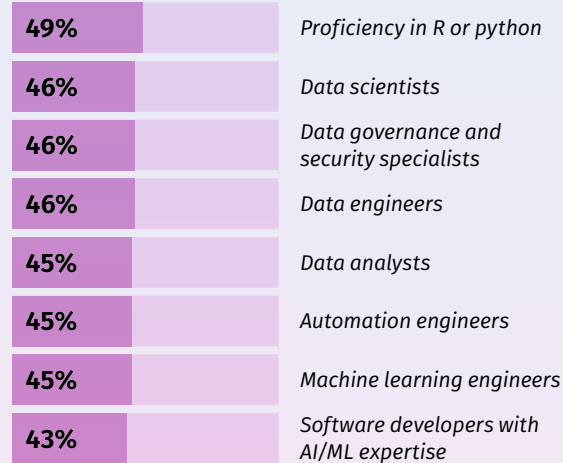 49% Proficiency in R or python
46% Data scientists
46% Data governance and
security specialists
46% Data engineers
45% Data analysts
45% Automation engineers
45% Machine learning engineers
43% Software developers with
AI/ML expertise